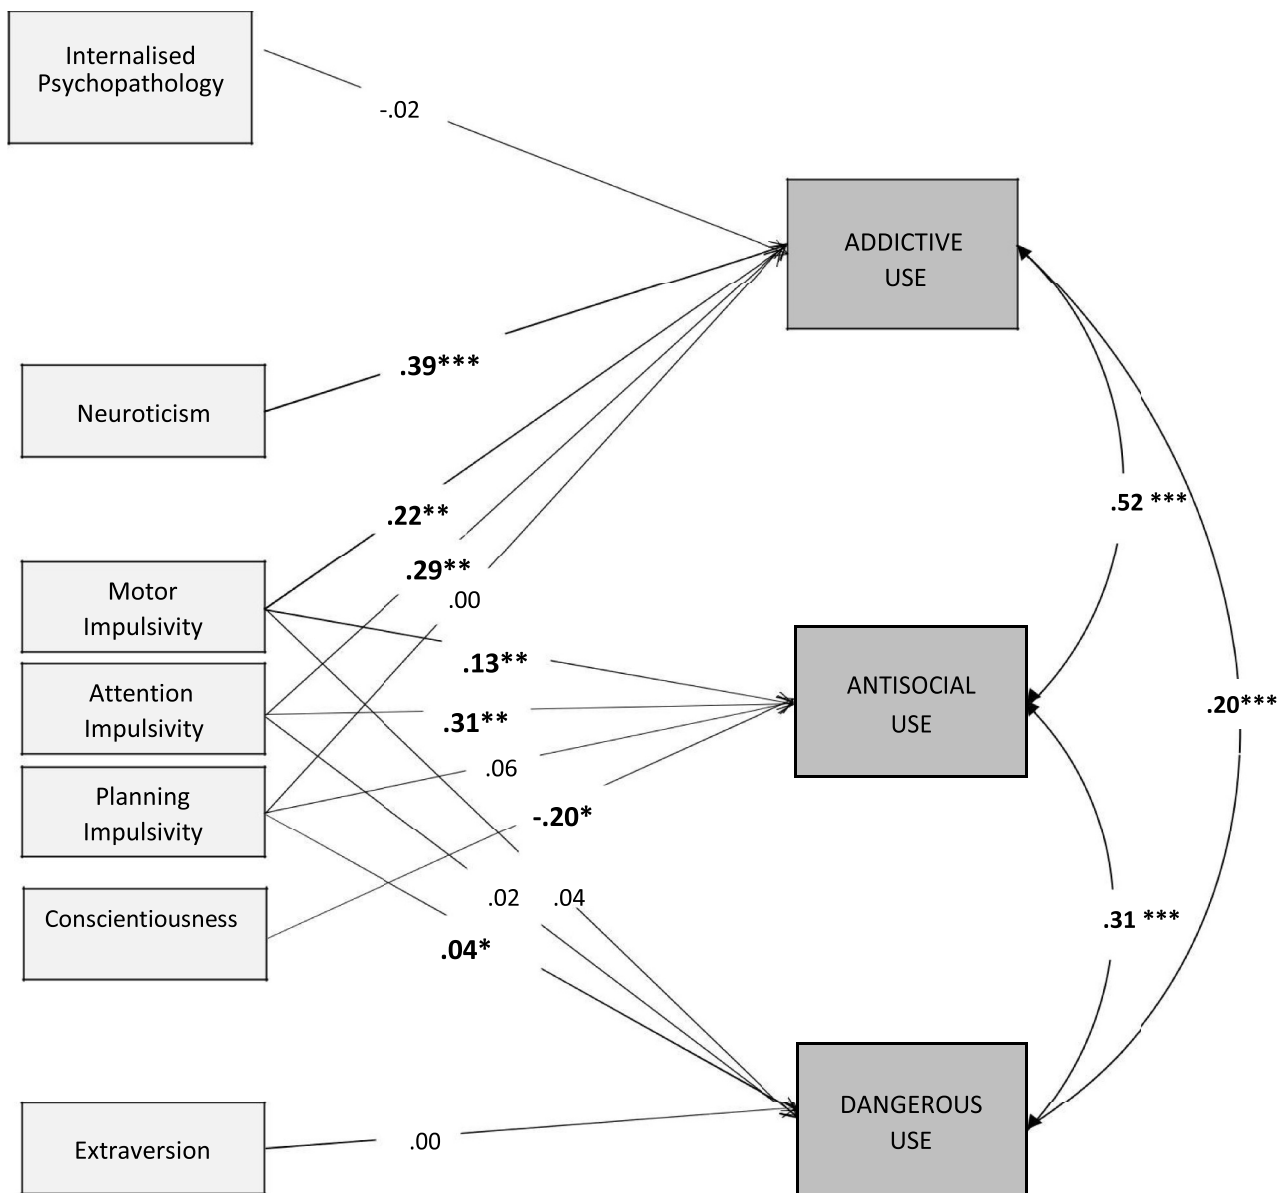 Internalised
Psychopathology
-.02
ADDICTIVE
USE
.39***
Neuroticism
.52 ***
.22**
.29**
.00
Motor
Impulsivity
.13**
ANTISOCIAL
USE
Attention
Impulsivity
.31**
.20***
.06
Planning
Impulsivity
-.20*
Conscientiousness
.02
.04
.31 ***
.04*
DANGEROUS
USE
Extraversion
.00